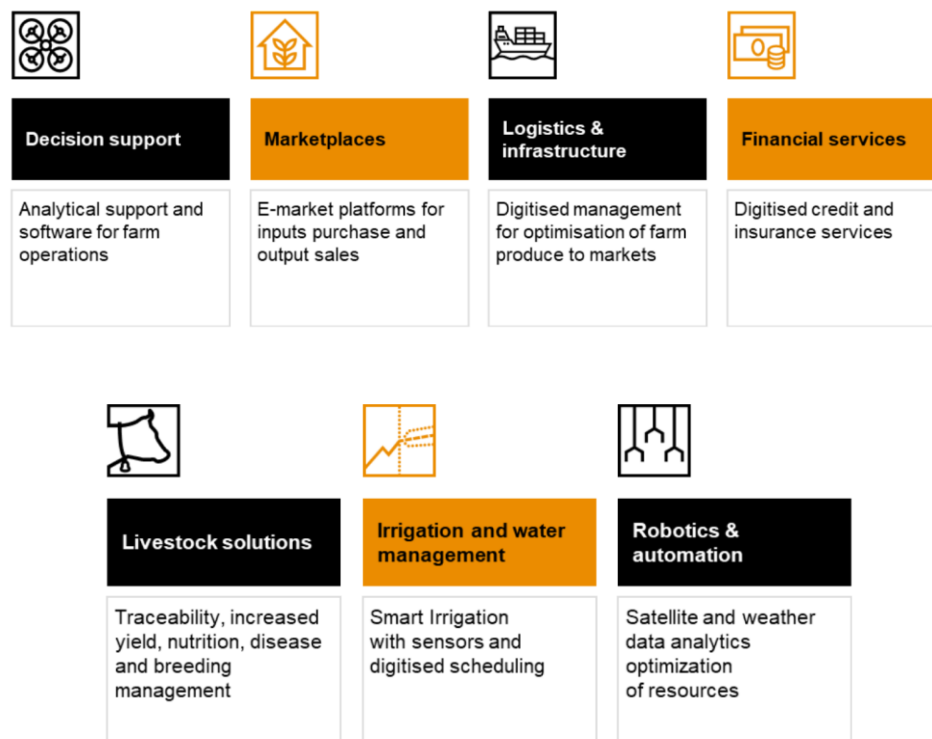 Decision support
Marketplaces
Logistics &
infrastructure
Financial services
Analytical support and
software for farm
operations
E-market platforms for
inputs purchase and
output sales
Digitised management
for optimisation of farm
produce to markets
Digitised credit and
insurance services
Livestock solutions
Irrigation and water
management
Robotics &
automation
Traceability, increased
yield, nutrition, disease
and breeding
management
Smart Irrigation
with sensors and
digitised scheduling
Satellite and weather
data analytics
optimization
of resources